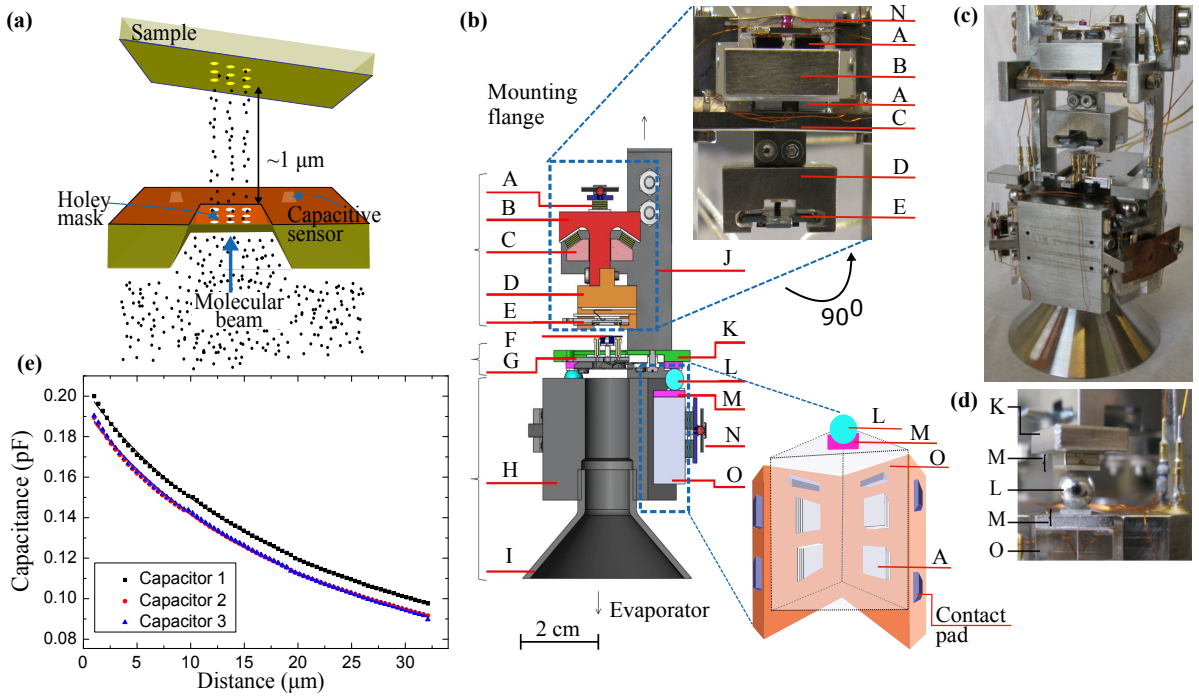 (a)
Sample
~1 μm
Holey
mask
Capacitive
sensor
Molecular
beam
(b)
Mounting
flange
A
B
C
D
E
F
G
H
I
J
K
L
M
N
O
N
A
B
A
C
D
E
90⁰
Evaporator
2 cm
L
M
O
A
Contact
pad
(c)
(d)
K
M
L
M
O
(e)
Capacitance (pF)
0.20
0.18
0.16
0.14
0.12
0.10
0.08
Capacitor 1
Capacitor 2
Capacitor 3
0 5 10 15 20 25 30
Distance (μm)